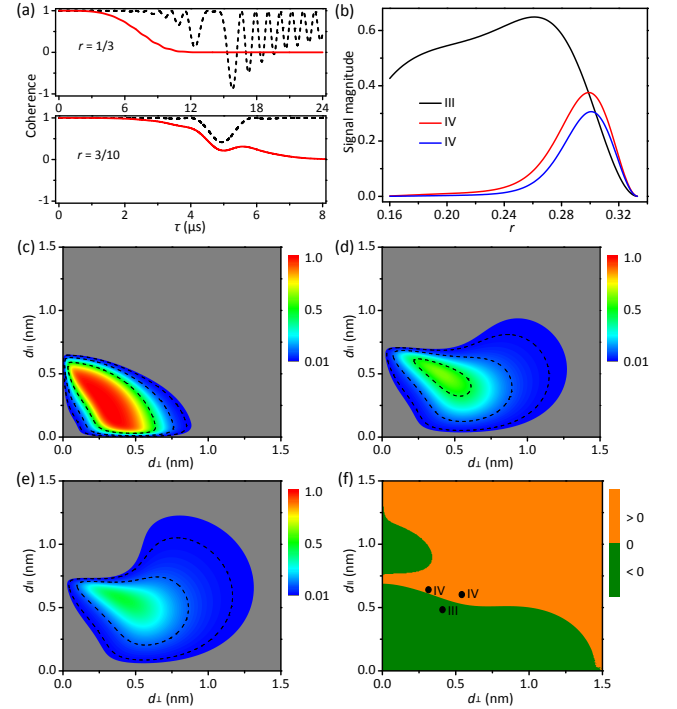 (a)
1
0
1
r = 1/3
0 3 6 9 12 15 18 21 24
1
0
-1
r = 3/10
0 2 4 6 8
τ (μs)
Coherence
(b)
Signal magnitude
0.6
0.3
0.0
III
IV
IV
0.16 0.20 0.24 0.28 0.32
r
(c)
d∥ (nm)
1.5
1.0
0.5
0.0
0.0 0.5 1.0 1.5
d⊥ (nm)
1.0
0.5
0.01
(d)
d∥ (nm)
1.5
1.0
0.5
0.0
0.0 0.5 1.0 1.5
d⊥ (nm)
1.0
0.5
0.01
(e)
d∥ (nm)
1.5
1.0
0.5
0.0
0.0 0.5 1.0 1.5
d⊥ (nm)
1.0
0.5
0.01
(f)
d∥ (nm)
1.5
1.0
0.5
0.0
IV
IV
III
0.0 0.5 1.0 1.5
d⊥ (nm)
> 0
0
< 0